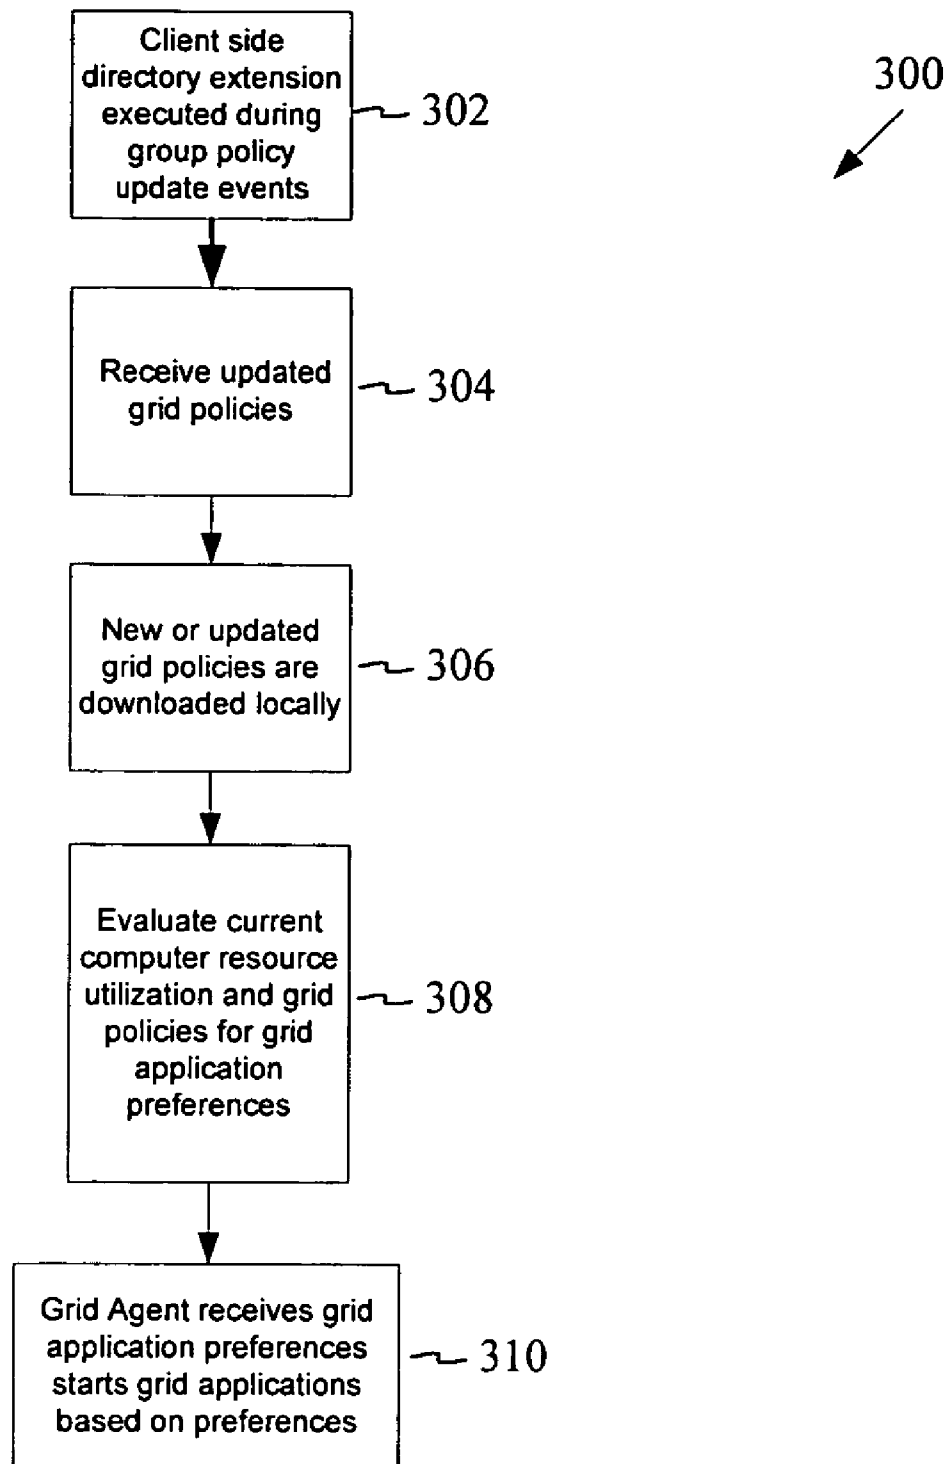 Client side
directory extension
executed during
group policy
update events
302
300
Receive updated
grid policies
304
New or updated
grid policies are
downloaded locally
306
Evaluate current
computer resource
utilization and grid
policies for grid
application
preferences
308
Grid Agent receives grid
application preferences
starts grid applications
based on preferences
310